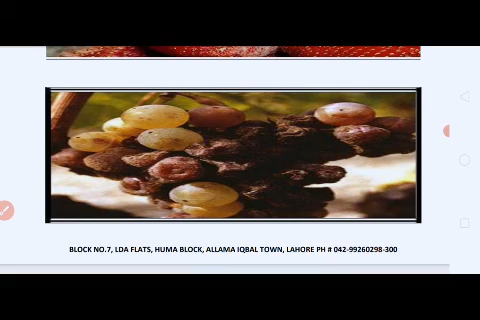 BLOCK NO.7, LDA FLATS, HUMA BLOCK, ALLAMA IQBAL TOWN, LAHORE PH # 042-99260298-300